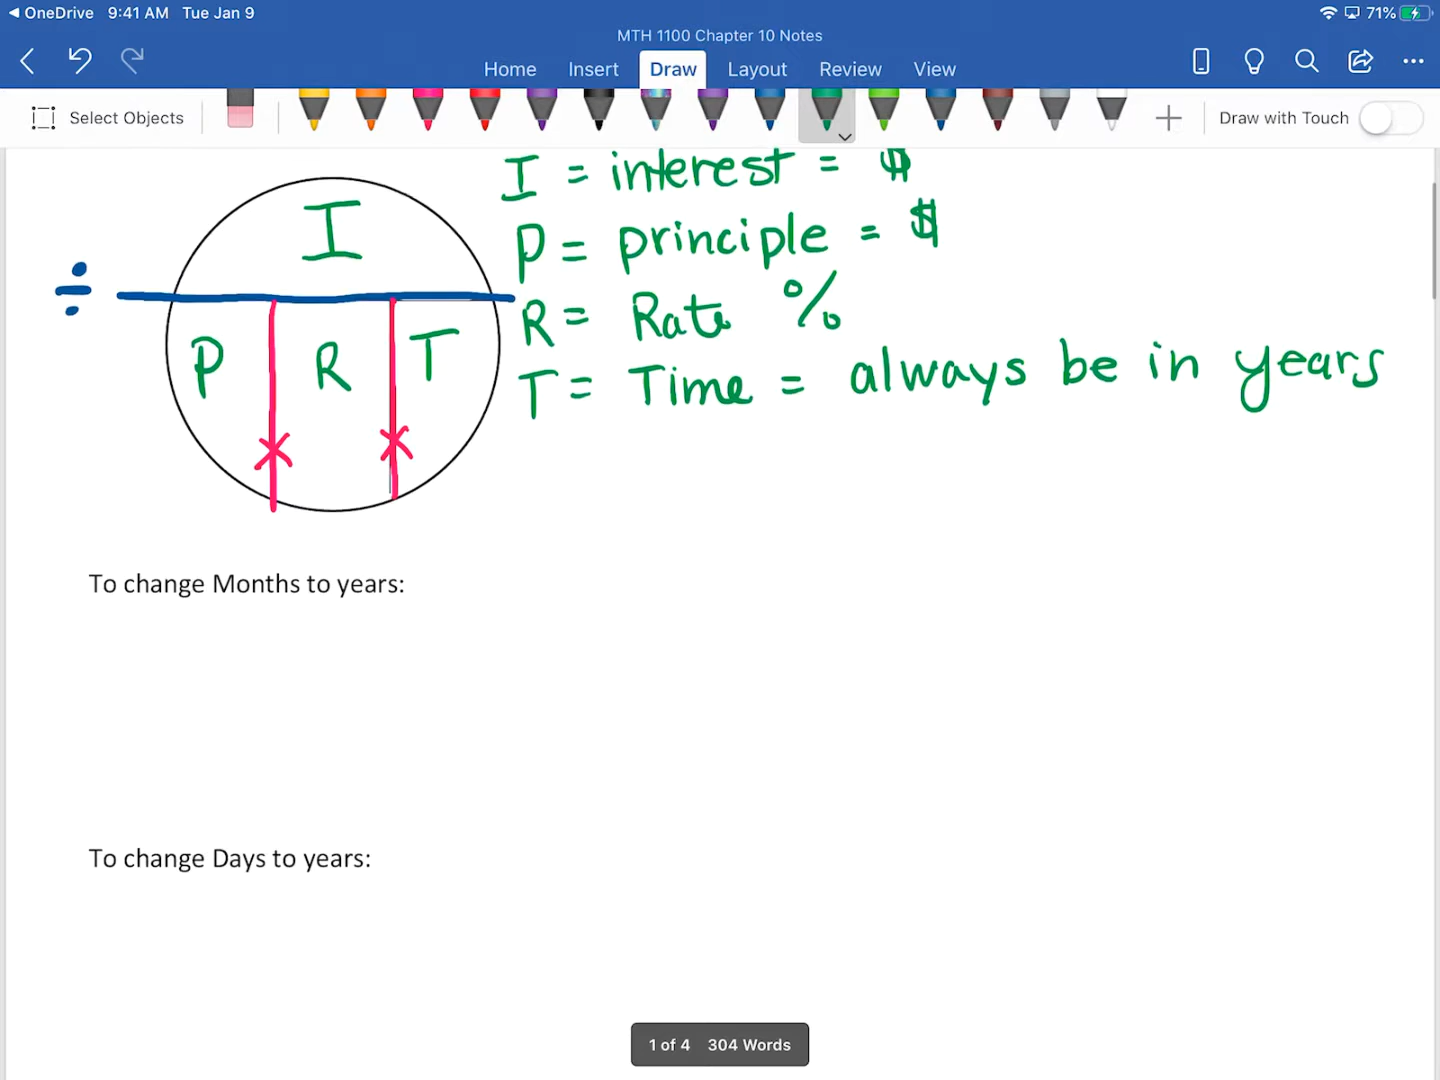 OneDrive 9:41 AM Tue Jan 9 71%
MTH 1100 Chapter 10 Notes
Home Insert Draw Layout Review View
Select Objects Draw with Touch
I = interest = $
P = principle = $
R = Rate %
T = Time = always be in years
÷
I
P R T
× ×
To change Months to years:
To change Days to years:
1 of 4 304 Words